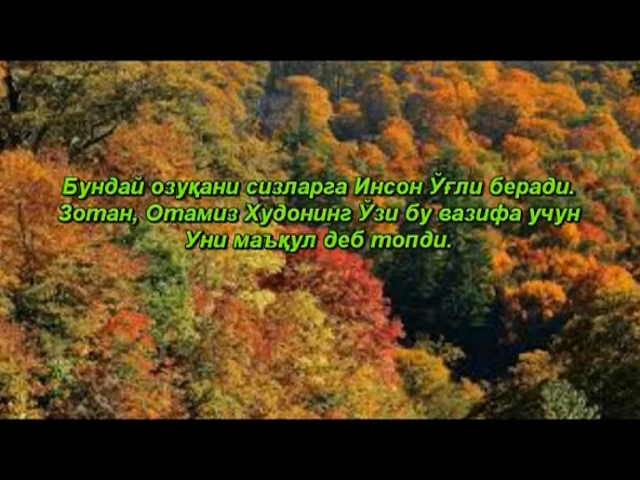 Бундай озуқани сизларга Инсон Ўғли беради.
Зотан, Отамиз Худонинг Ўзи бу вазифа учун
Уни маъқул деб топди.